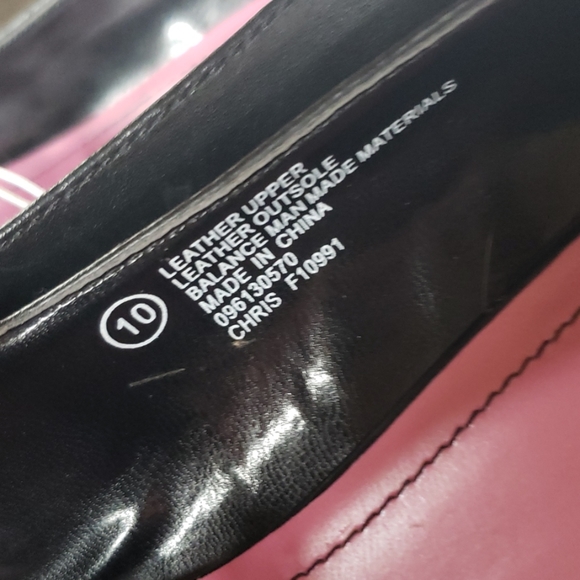 10
LEATHER UPPER
LEATHER OUTSOLE
BALANCE MAN MADE MATERIALS
MADE IN CHINA
096130570
CHRIS F10991